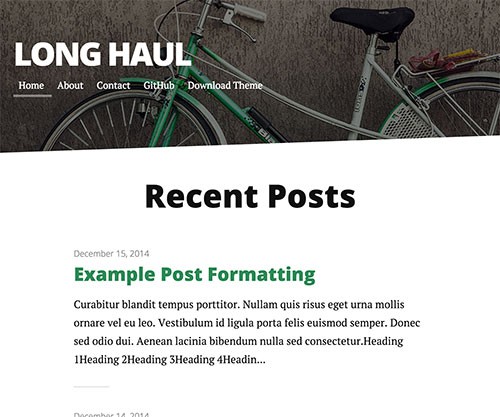 LONG HAUL
Home About Contact GitHub Download Theme
Recent Posts
December 15, 2014
Example Post Formatting
Curabitur blandit tempus porttitor. Nullam quis risus eget urna mollis
ornare vel eu leo. Vestibulum id ligula porta felis euismod semper. Donec
sed odio dui. Aenean lacinia bibendum nulla sed consectetur.Heading
1Heading 2Heading 3Heading 4Headin...
December 14, 2014